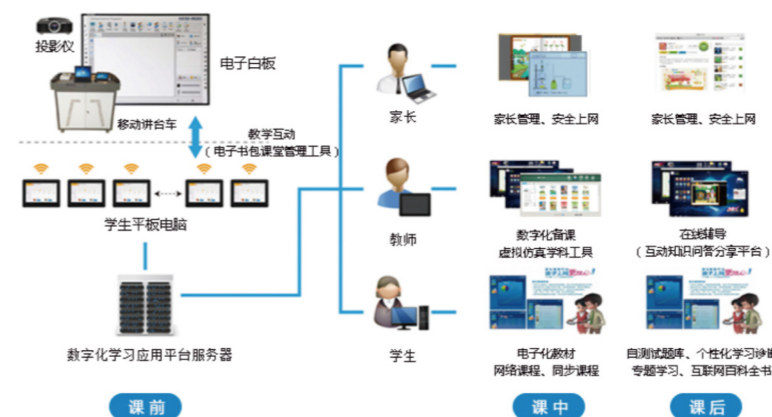 投影仪
电子白板
移动讲台车
教学互动
（电子书包课堂管理工具）
学生平板电脑
数字化学习应用平台服务器
课前
家长
教师
学生
家长管理、安全上网
数字化备课
虚拟仿真学科工具
电子化教材
网络课程、同步课程
课中
家长管理、安全上网
在线辅导
（互动知识问答分享平台）
自测试题库、个性化学习诊断
专题学习、互联网百科全书
课后